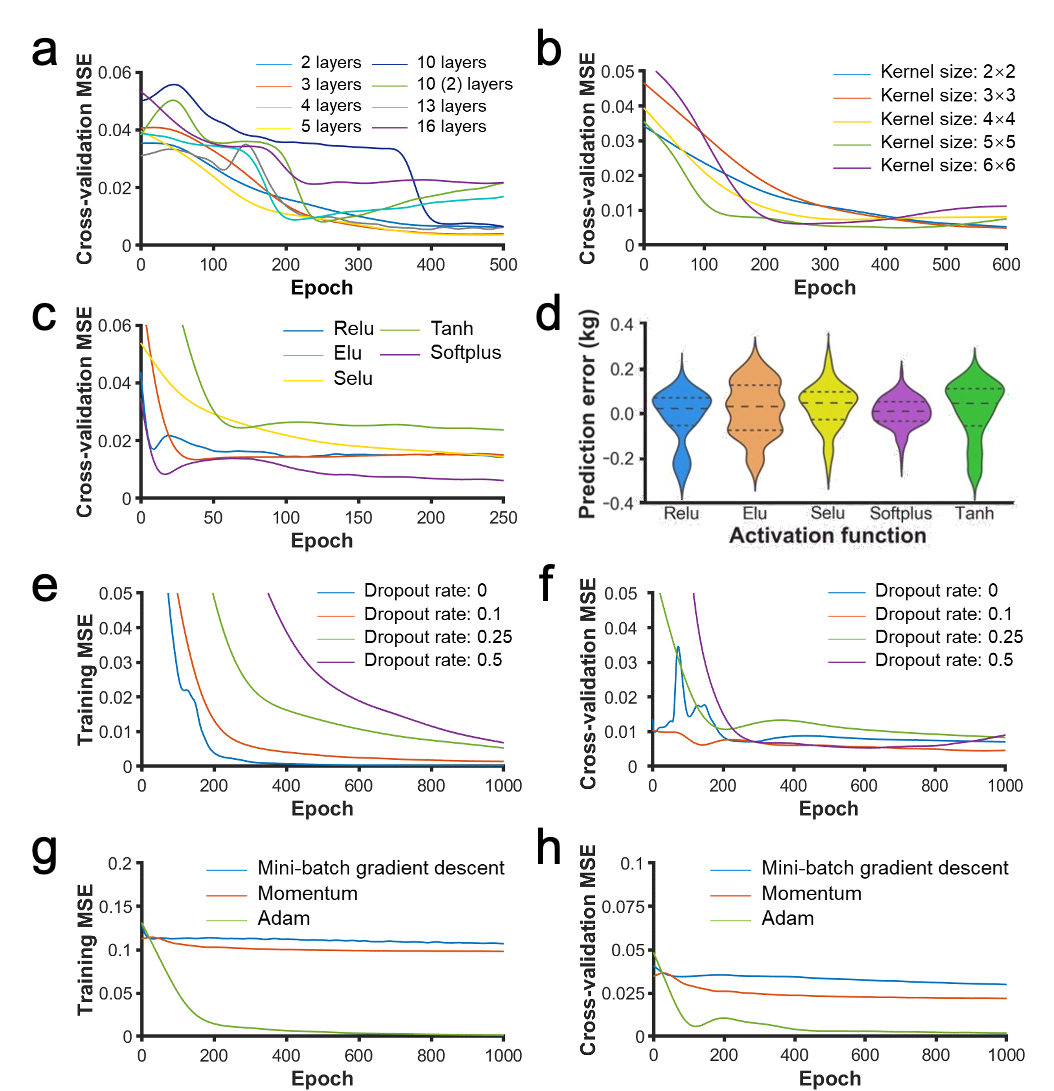 a
Cross-validation MSE
0.06
0.04
0.02
0
2 layers
10 layers
3 layers
10 (2) layers
4 layers
13 layers
5 layers
16 layers
0 100 200 300 400 500
Epoch
b
Cross-validation MSE
0.05
0.04
0.03
0.02
0.01
0
Kernel size: 2×2
Kernel size: 3×3
Kernel size: 4×4
Kernel size: 5×5
Kernel size: 6×6
0 100 200 300 400 500 600
Epoch
c
Cross-validation MSE
0.06
0.04
0.02
0
Relu
Tanh
Elu
Softplus
Selu
0 50 100 150 200 250
Epoch
d
Prediction error (kg)
0.4
0.2
0.0
−0.2
−0.4
Relu Elu Selu Softplus Tanh
Activation function
e
Training MSE
0.05
0.04
0.03
0.02
0.01
0
Dropout rate: 0
Dropout rate: 0.1
Dropout rate: 0.25
Dropout rate: 0.5
0 200 400 600 800 1000
Epoch
f
Cross-validation MSE
0.05
0.04
0.03
0.02
0.01
0
Dropout rate: 0
Dropout rate: 0.1
Dropout rate: 0.25
Dropout rate: 0.5
0 200 400 600 800 1000
Epoch
g
Training MSE
0.2
0.15
0.1
0.05
0
Mini-batch gradient descent
Momentum
Adam
0 200 400 600 800 1000
Epoch
h
Cross-validation MSE
0.1
0.075
0.05
0.025
0
Mini-batch gradient descent
Momentum
Adam
0 200 400 600 800 1000
Epoch